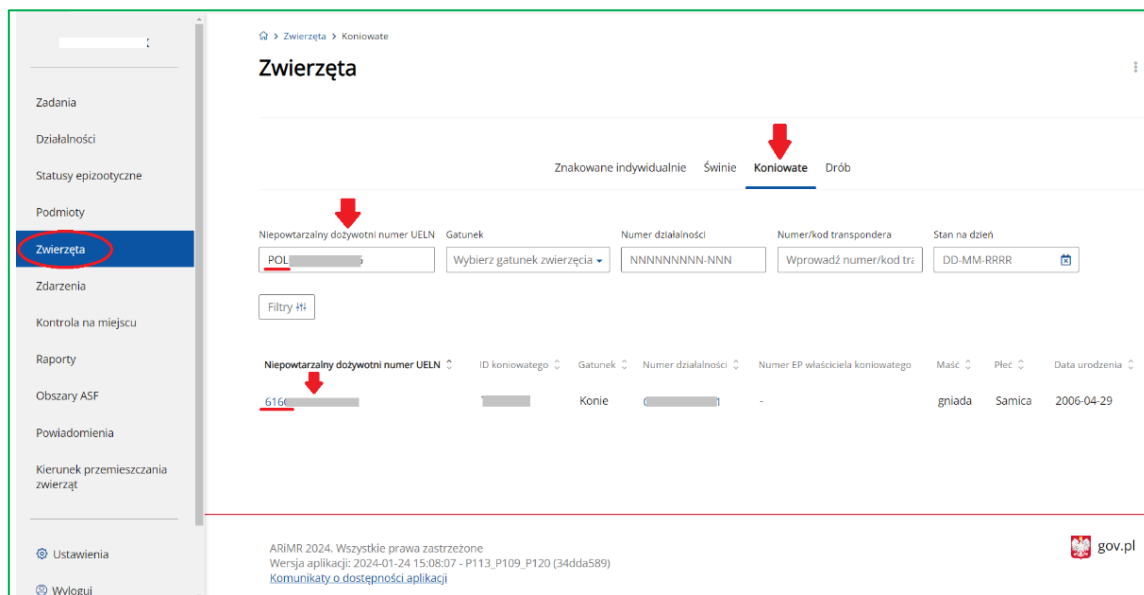 Zwierzęta > Koniowate
Zwierzęta
Zadania
Działalności
Statusy epizootyczne
Podmioty
Zwierzęta
Zdarzenia
Kontrola na miejscu
Raporty
Obszary ASF
Powiadomienia
Kierunek przemieszczania
zwierząt
Ustawienia
Wyloguj
Znakowane indywidualnie Świnie Koniowate Drób
Niepowtarzalny dożywotni numer UELN Gatunek Numer działalności Numer/kod transpondera Stan na dzień
POL Wybierz gatunek zwierzęcia NNNNNNNNN-NNN Wprowadź numer/kod tra DD-MM-RRRR
Filtry
Niepowtarzalny dożywotni numer UELN ID koniowatego Gatunek Numer działalności Numer EP właściciela koniowatego Maść Płeć Data urodzenia
616 Konie 1 - gniada Samica 2006-04-29
ARiMR 2024. Wszystkie prawa zastrzeżone
Wersja aplikacji: 2024-01-24 15:08:07 - P113_P109_P120 (34dda589)
Komunikaty o dostępności aplikacji
gov.pl